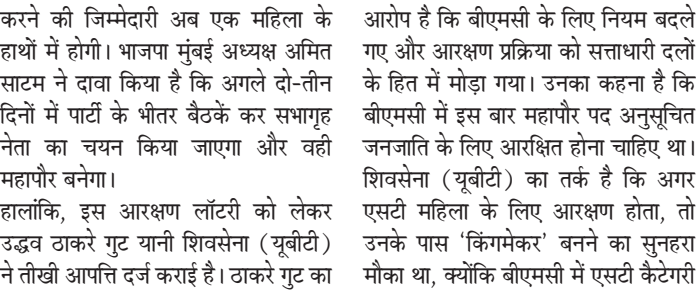 करने की जिम्मेदारी अब एक महिला के
हाथों में होगी। भाजपा मुंबई अध्यक्ष अमित
साटम ने दावा किया है कि अगले दो-तीन
दिनों में पार्टी के भीतर बैठकें कर सभागृह
नेता का चयन किया जाएगा और वही
महापौर बनेगा।
हालांकि, इस आरक्षण लॉटरी को लेकर
उद्धव ठाकरे गुट यानी शिवसेना (यूबीटी)
ने तीखी आपत्ति दर्ज कराई है। ठाकरे गुट का
आरोप है कि बीएमसी के लिए नियम बदले
गए और आरक्षण प्रक्रिया को सत्ताधारी दलों
के हित में मोड़ा गया। उनका कहना है कि
बीएमसी में इस बार महापौर पद अनुसूचित
जनजाति के लिए आरक्षित होना चाहिए था।
शिवसेना (यूबीटी) का तर्क है कि अगर
एसटी महिला के लिए आरक्षण होता, तो
उनके पास ‘किंगमेकर’ बनने का सुनहरा
मौका था, क्योंकि बीएमसी में एसटी कैटेगरी